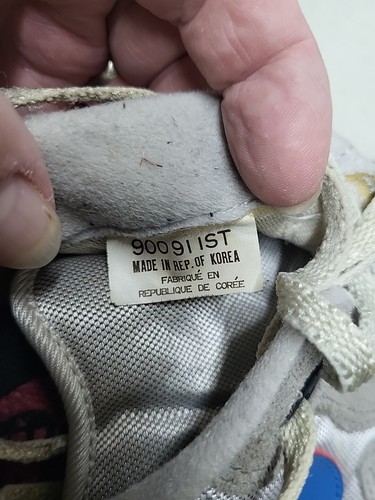 900911ST
MADE IN REP. OF KOREA
FABRIQUÉ EN
REPUBLIQUE DE CORÉE